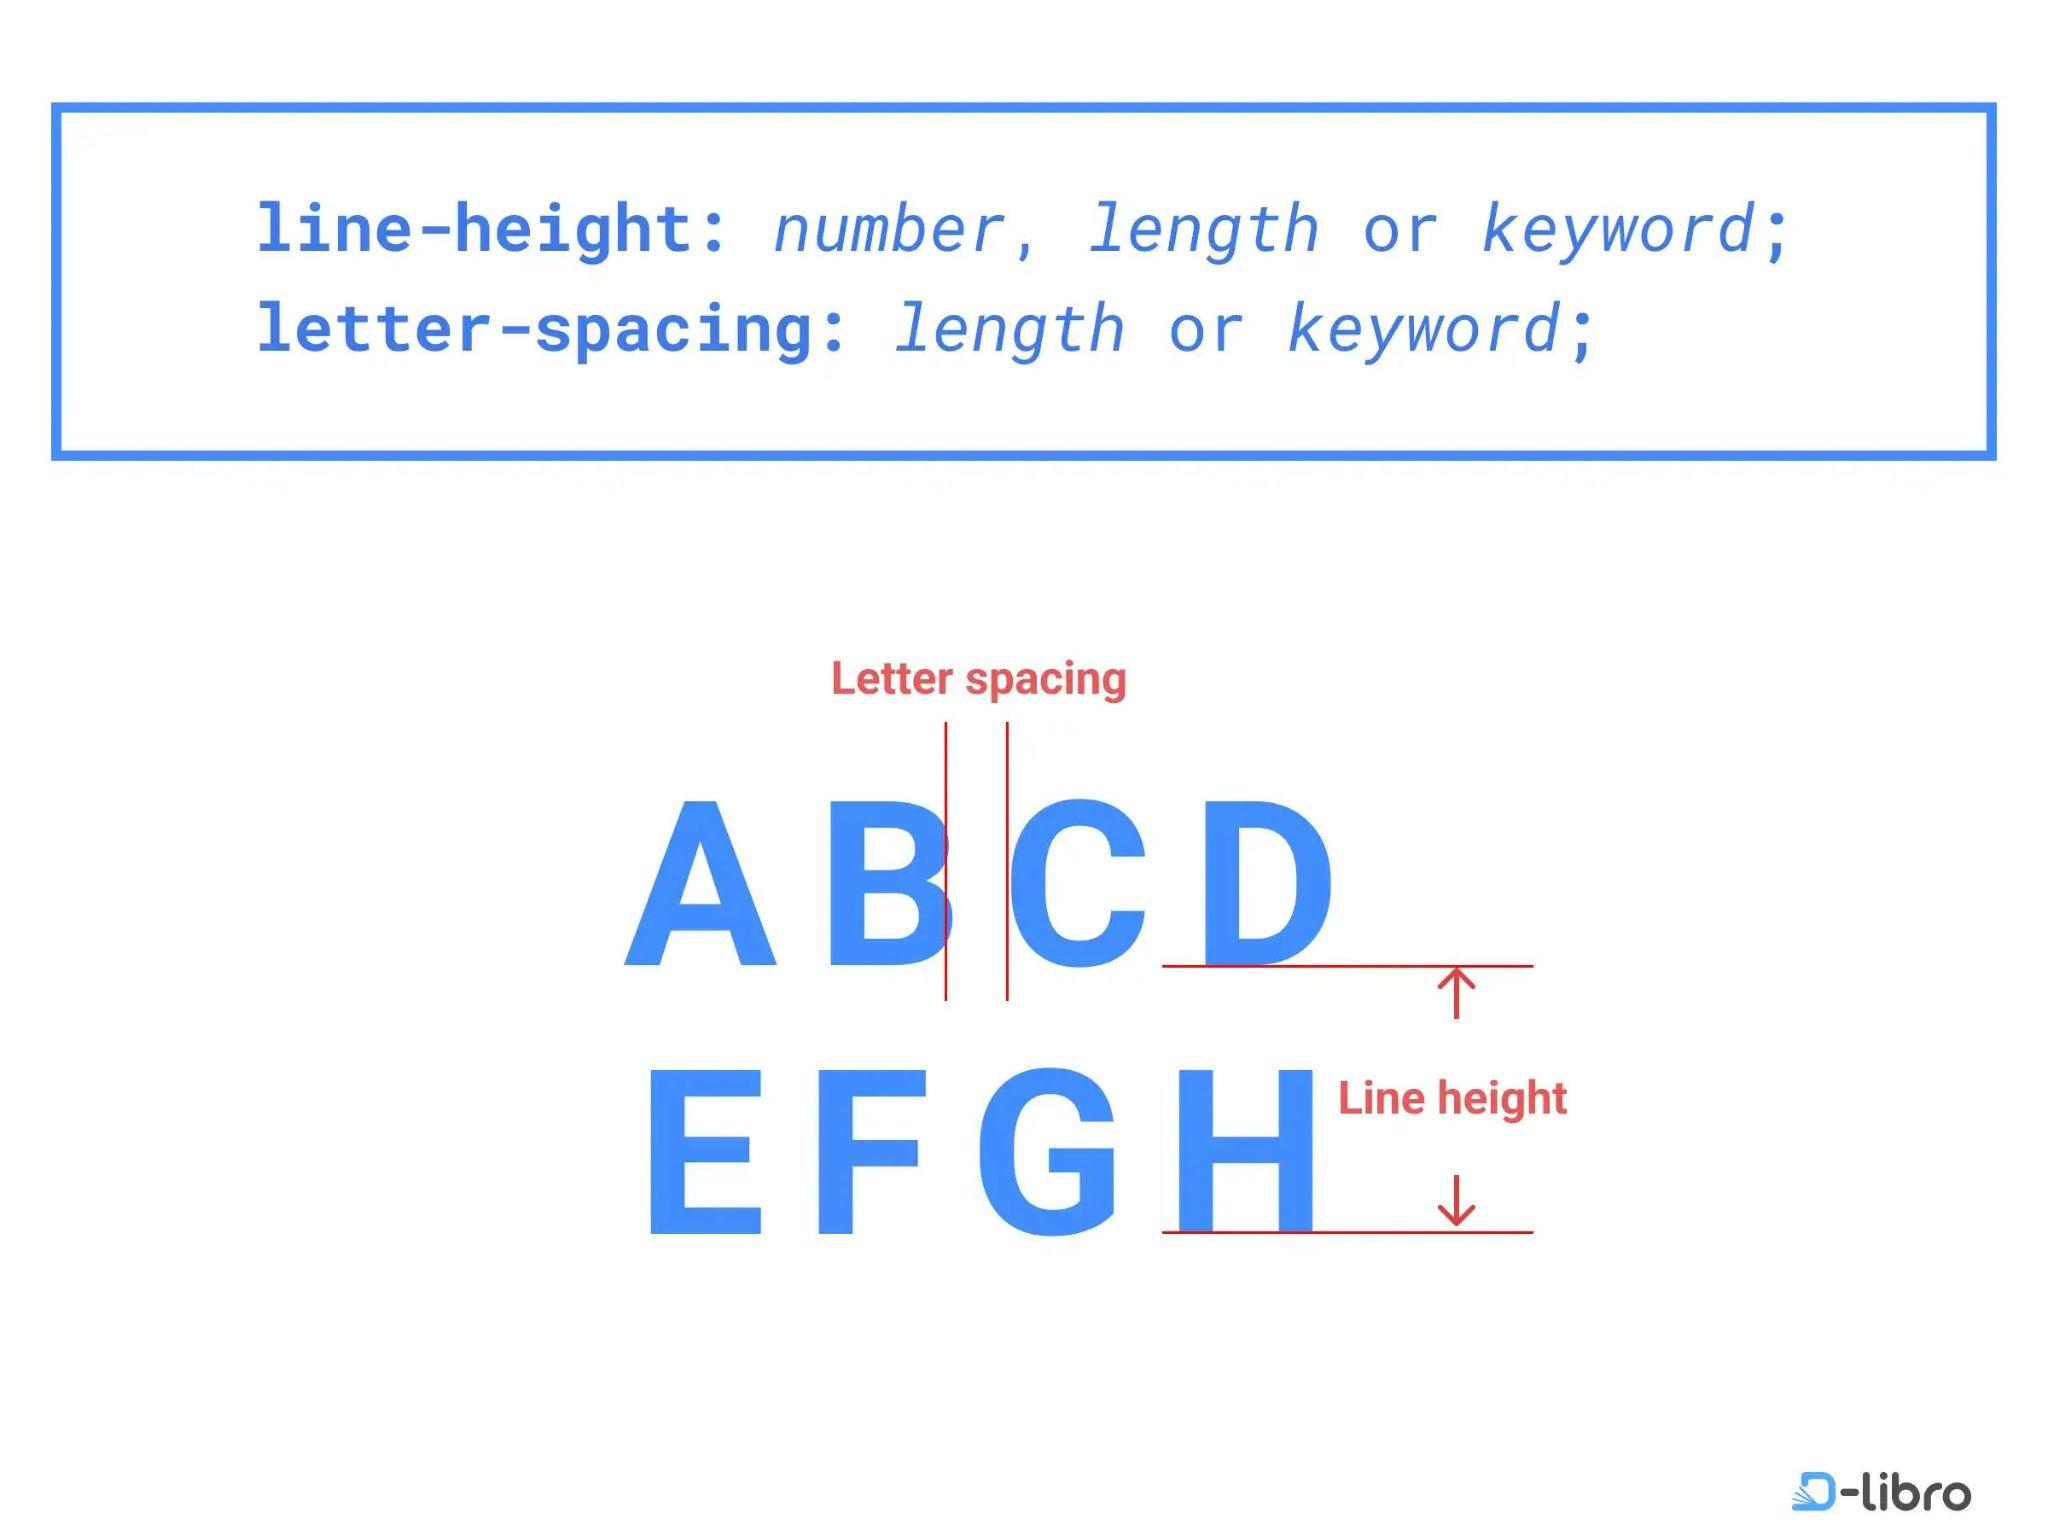 line-height: number, length or keyword;
letter-spacing: length or keyword;
Letter spacing
ABCD
EFGH
Line height
D-libro